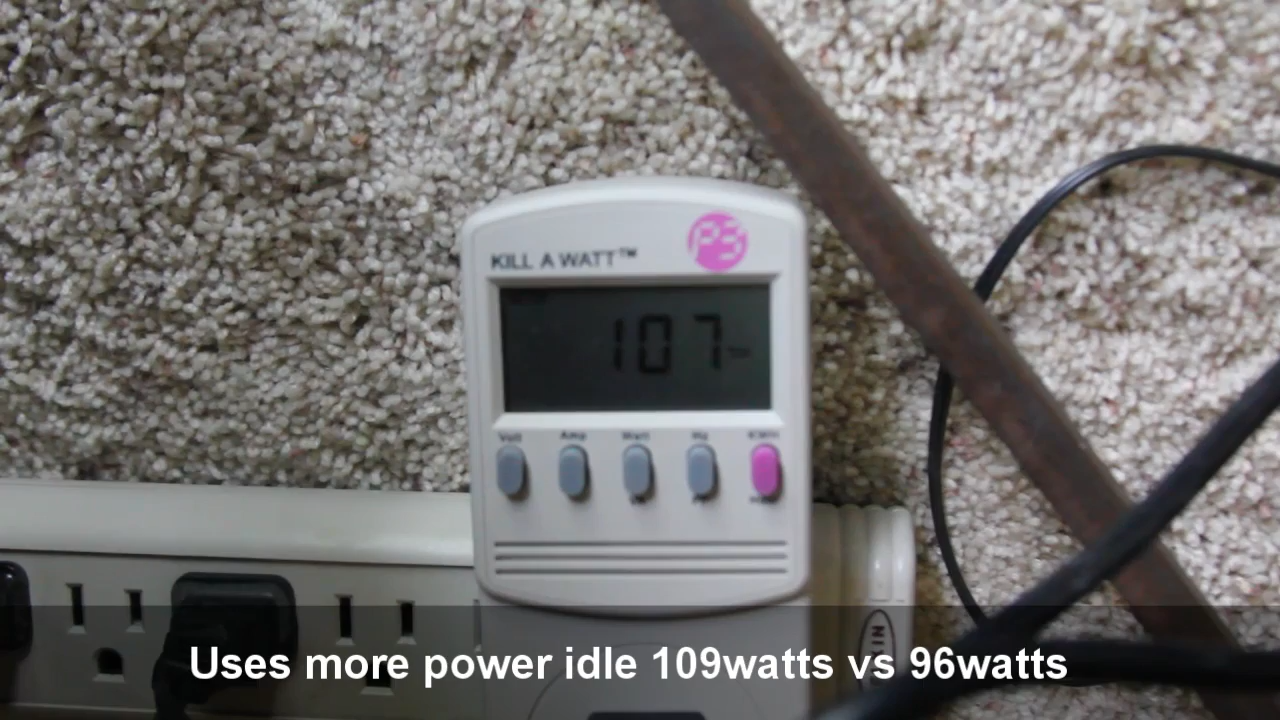 P3
KILL A WATT™
107
Volt Amp Watt Hz KWH
Uses more power idle 109watts vs 96watts